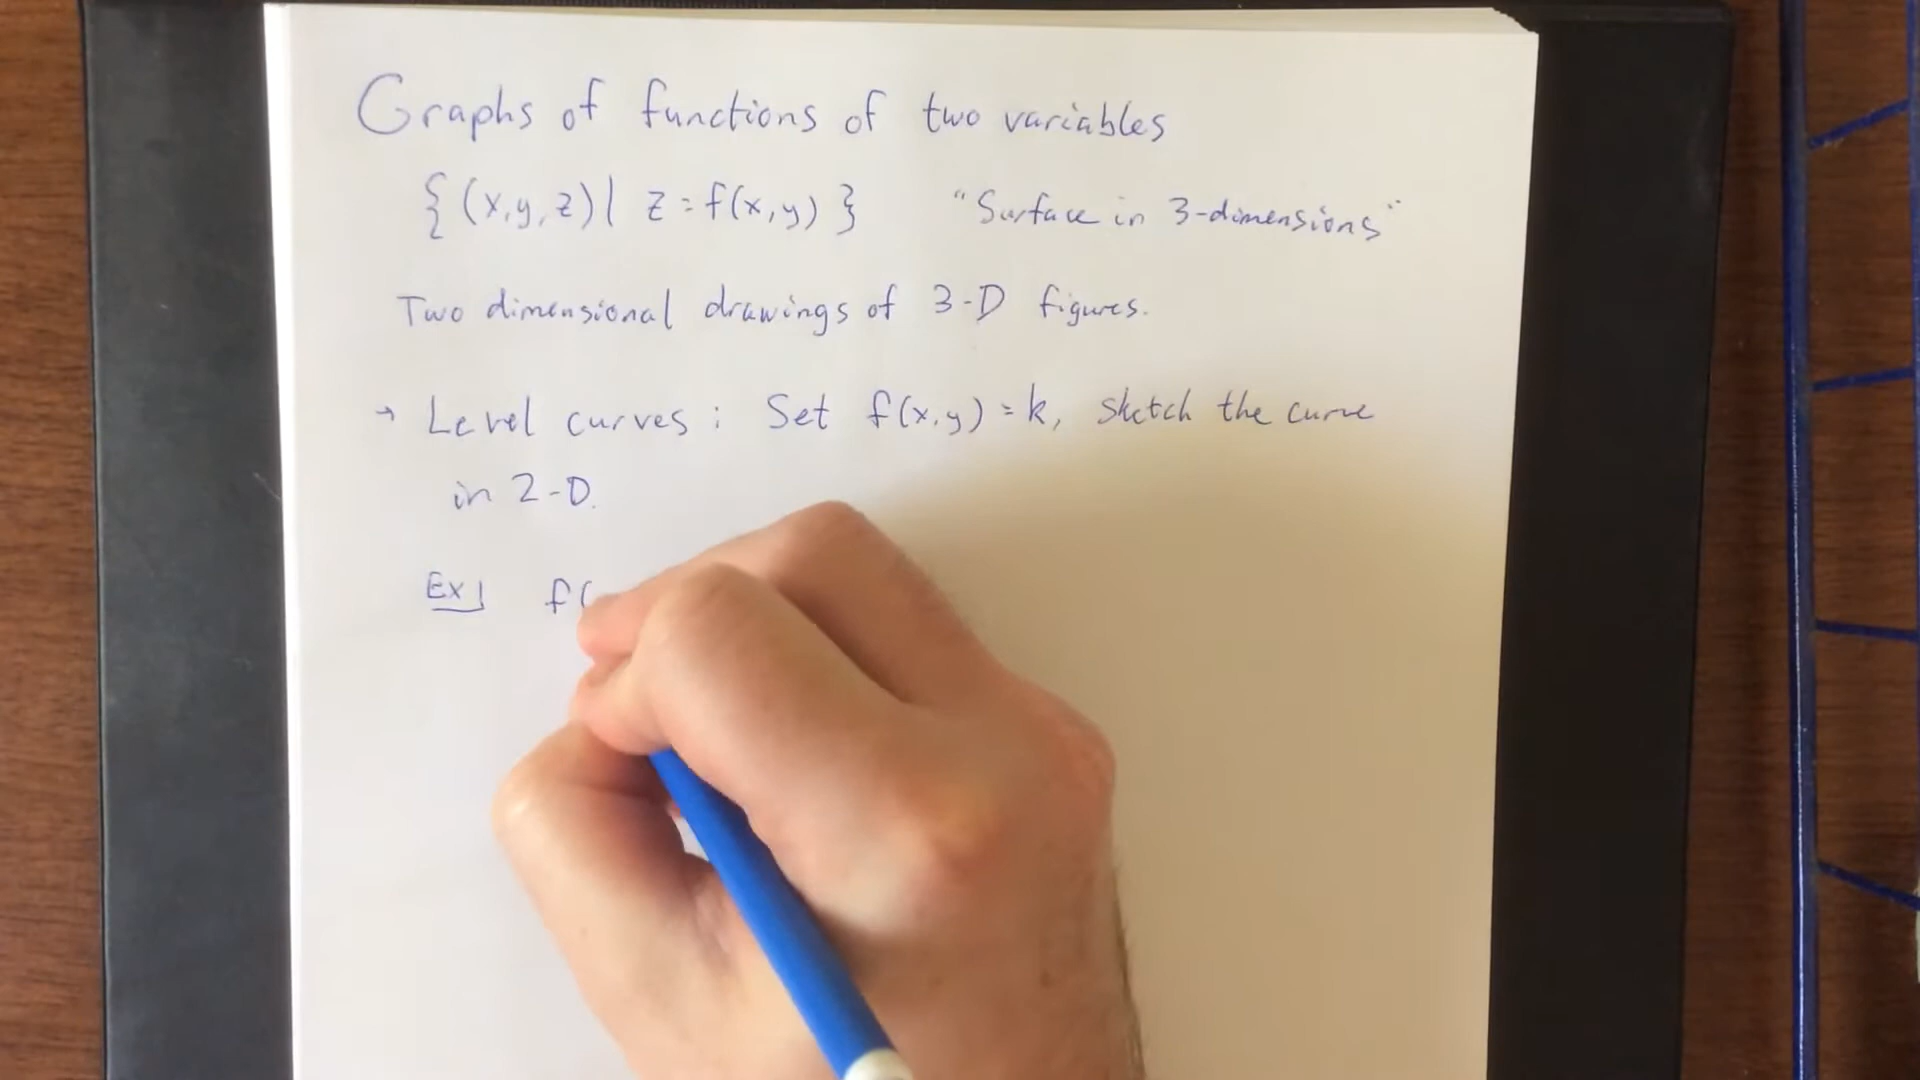 Graphs of functions of two variables
{(x,y,z)| z=f(x,y)} "Surface in 3-dimensions"
Two dimensional drawings of 3-D figures.
→ Level curves: Set f(x,y)=k, sketch the curve
in 2-D.
Ex| f(